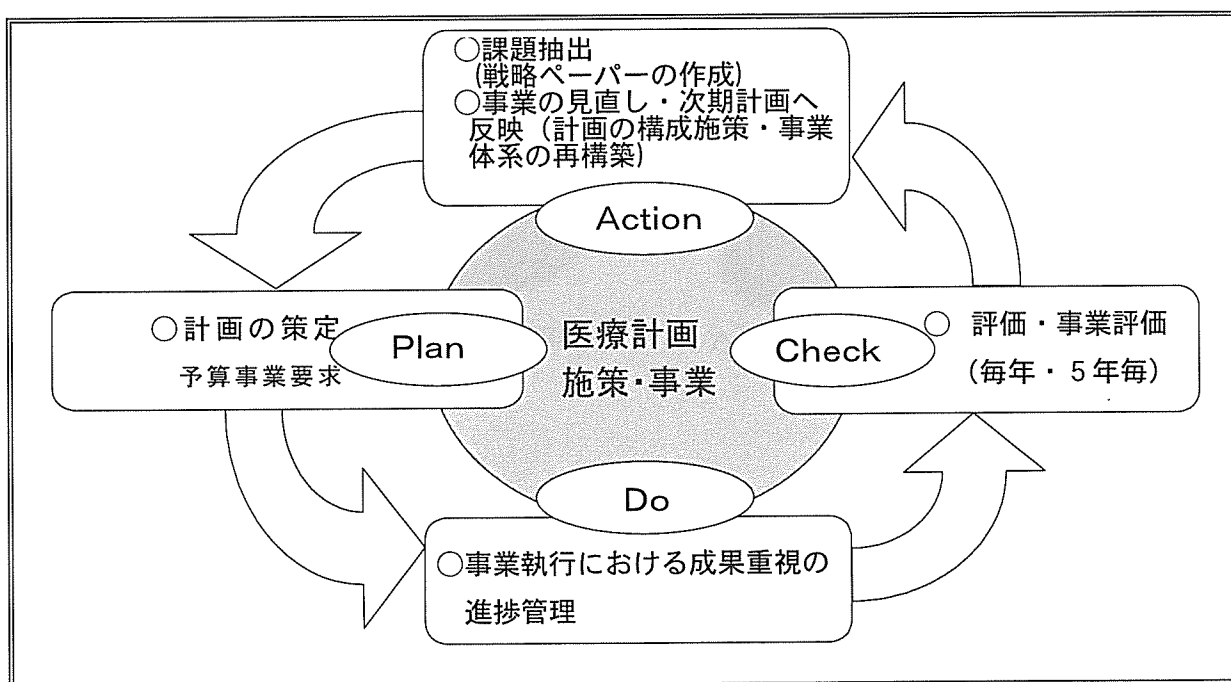 ○課題抽出
(戦略ペーパーの作成)
○事業の見直し・次期計画へ
反映（計画の構成施策・事業
体系の再構築)
Action
○計画の策定
予算事業要求
Plan
医療計画
施策・事業
Check
○ 評価・事業評価
(毎年・５年毎)
Do
○事業執行における成果重視の
進捗管理